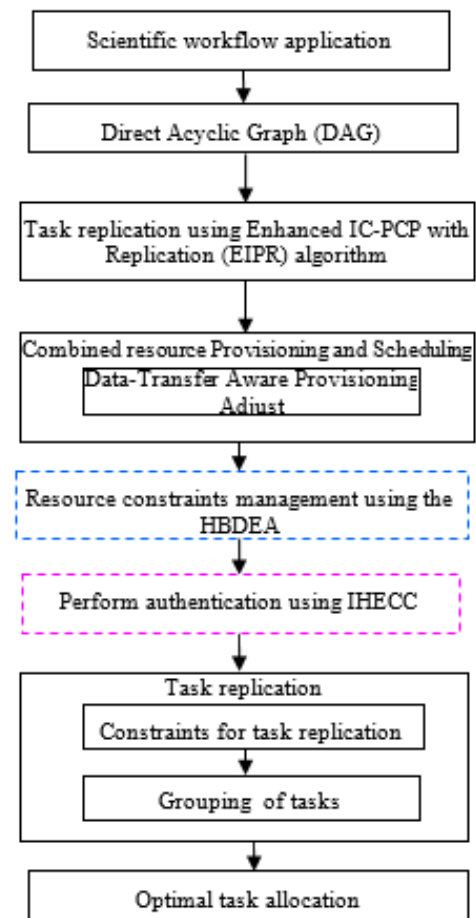 Scientific workflow application
Direct Acyclic Graph (DAG)
Task replication using Enhanced IC-PCP with
Replication (EIPR) algorithm
Combined resource Provisioning and Scheduling
Data-Transfer Aware Provisioning
Adjust
Resource constraints management using the
HBDEA
Perform authentication using IHECC
Task replication
Constraints for task replication
Grouping of tasks
Optimal task allocation